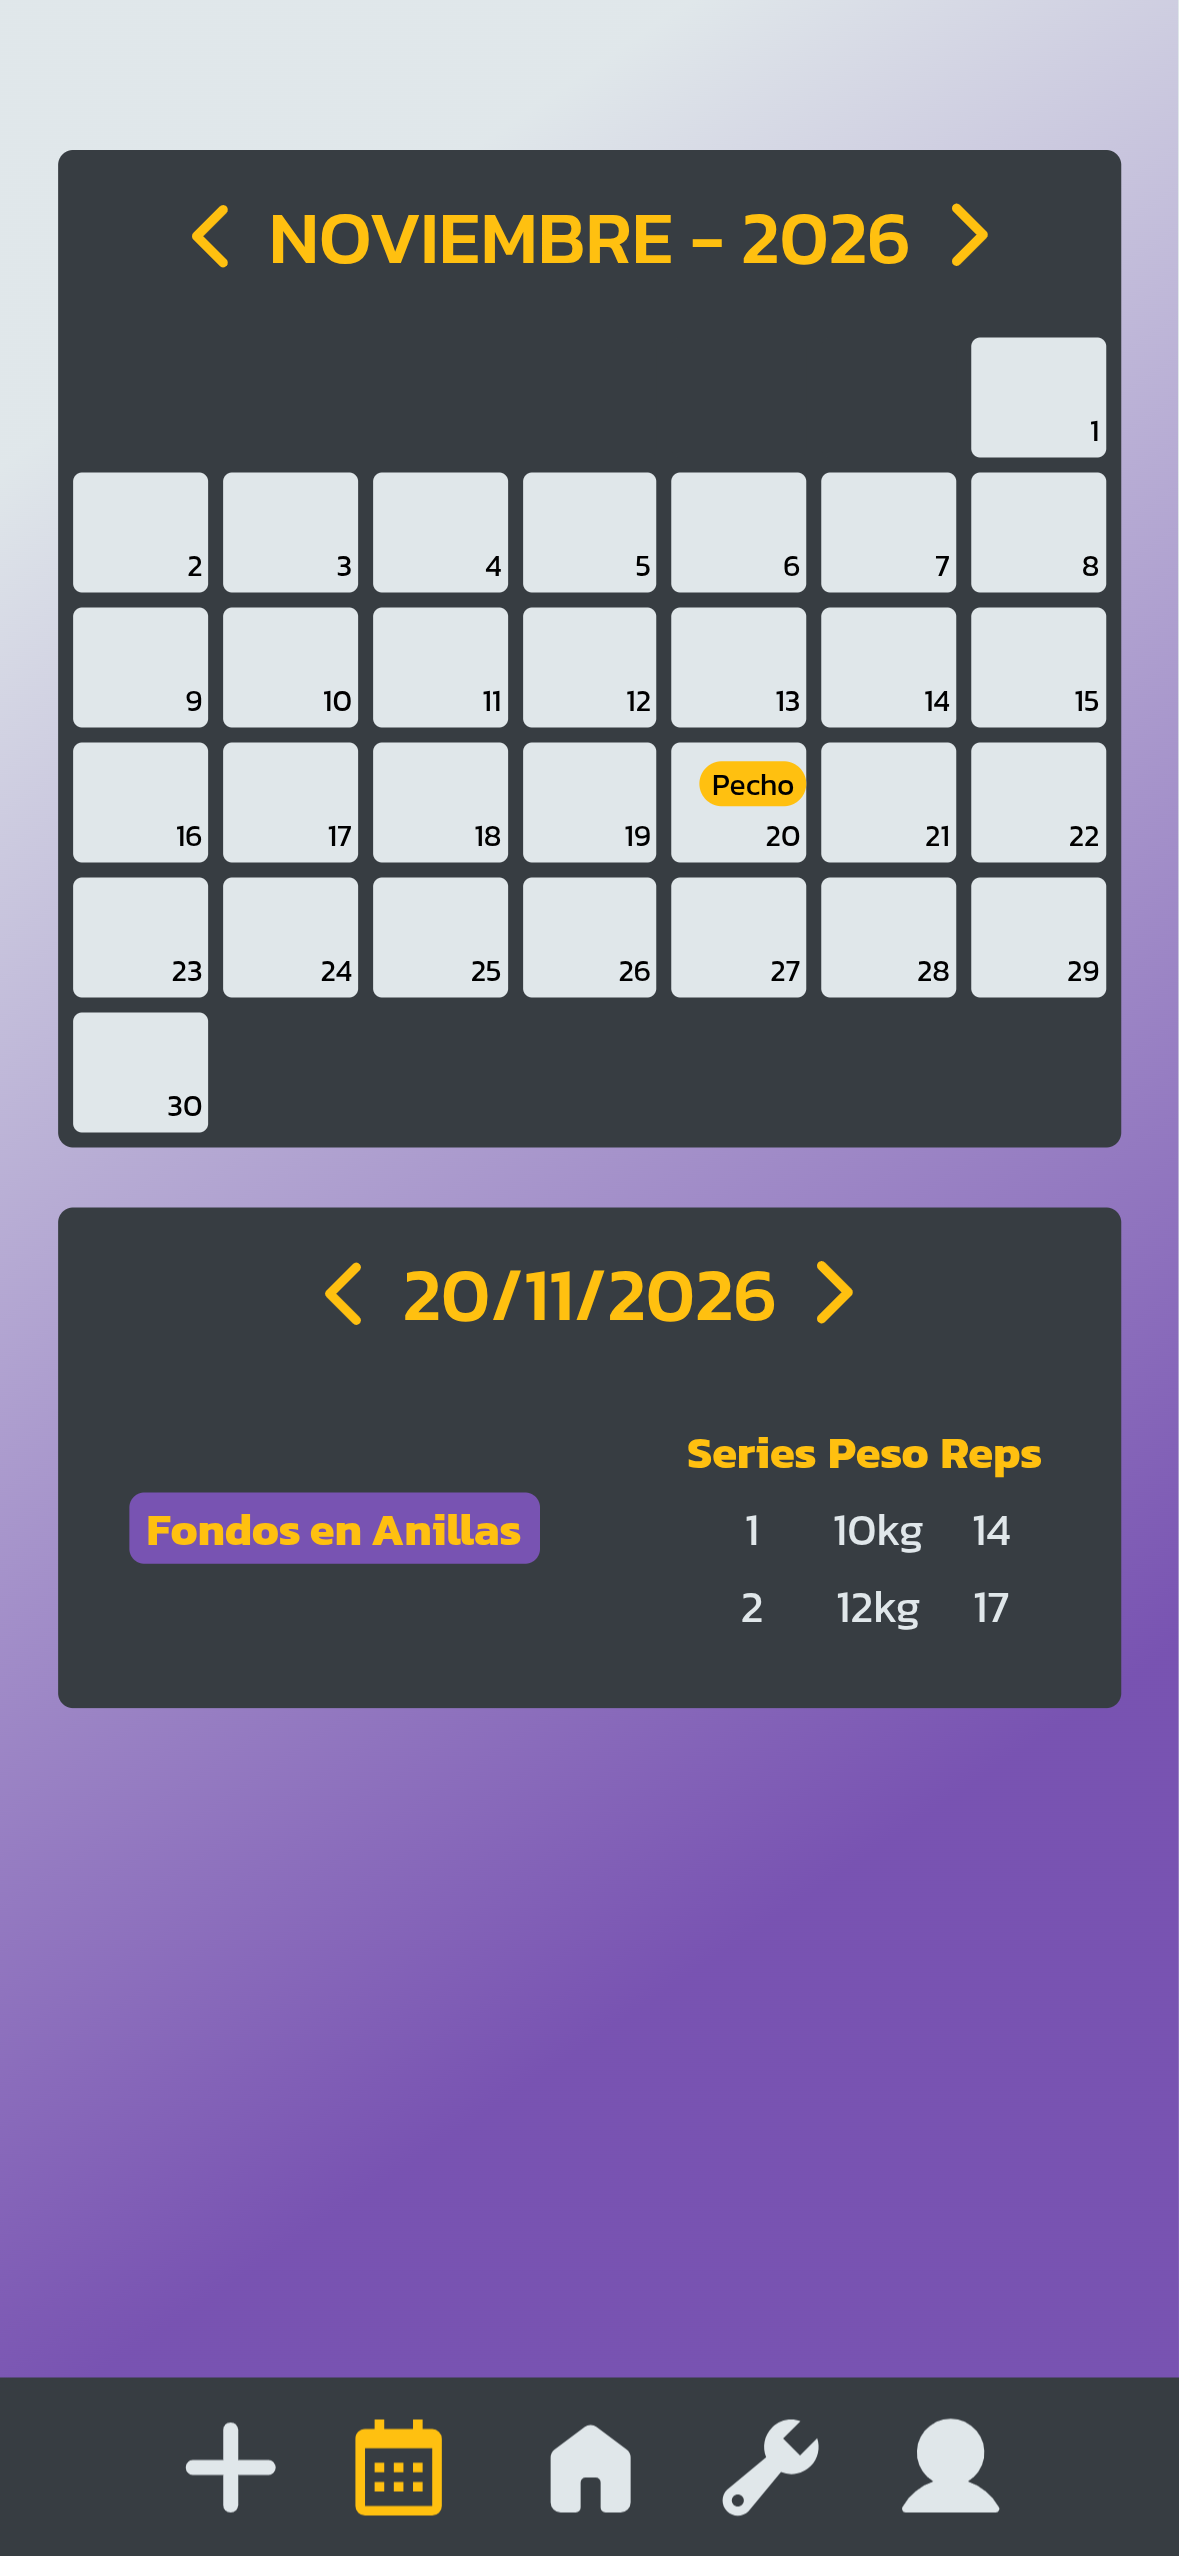 NOVIEMBRE - 2026
1
2 3 4 5 6 7 8
9 10 11 12 13 14 15
Pecho
16 17 18 19 20 21 22
23 24 25 26 27 28 29
30
20/11/2026
Series Peso Reps
Fondos en Anillas 1 10kg 14
2 12kg 17